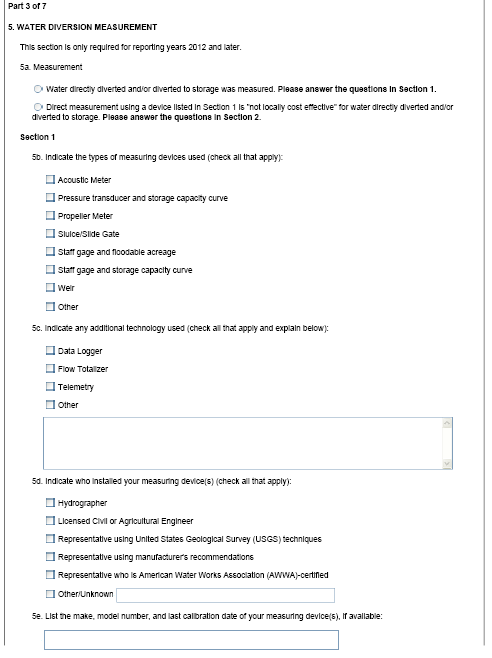 Part 3 of 7
5. WATER DIVERSION MEASUREMENT
This section is only required for reporting years 2012 and later.
5a. Measurement
Water directly diverted and/or diverted to storage was measured. Please answer the questions in Section 1.
Direct measurement using a device listed in Section 1 is "not locally cost effective" for water directly diverted and/or
diverted to storage. Please answer the questions in Section 2.
Section 1
5b. Indicate the types of measuring devices used (check all that apply):
Acoustic Meter
Pressure transducer and storage capacity curve
Propeller Meter
Sluice/Slide Gate
Staff gage and floodable acreage
Staff gage and storage capacity curve
Weir
Other
5c. Indicate any additional technology used (check all that apply and explain below):
Data Logger
Flow Totalizer
Telemetry
Other
5d. Indicate who installed your measuring device(s) (check all that apply):
Hydrographer
Licensed Civil or Agricultural Engineer
Representative using United States Geological Survey (USGS) techniques
Representative using manufacturer's recommendations
Representative who is American Water Works Association (AWWA)-certified
Other/Unknown
5e. List the make, model number, and last calibration date of your measuring device(s), if available: